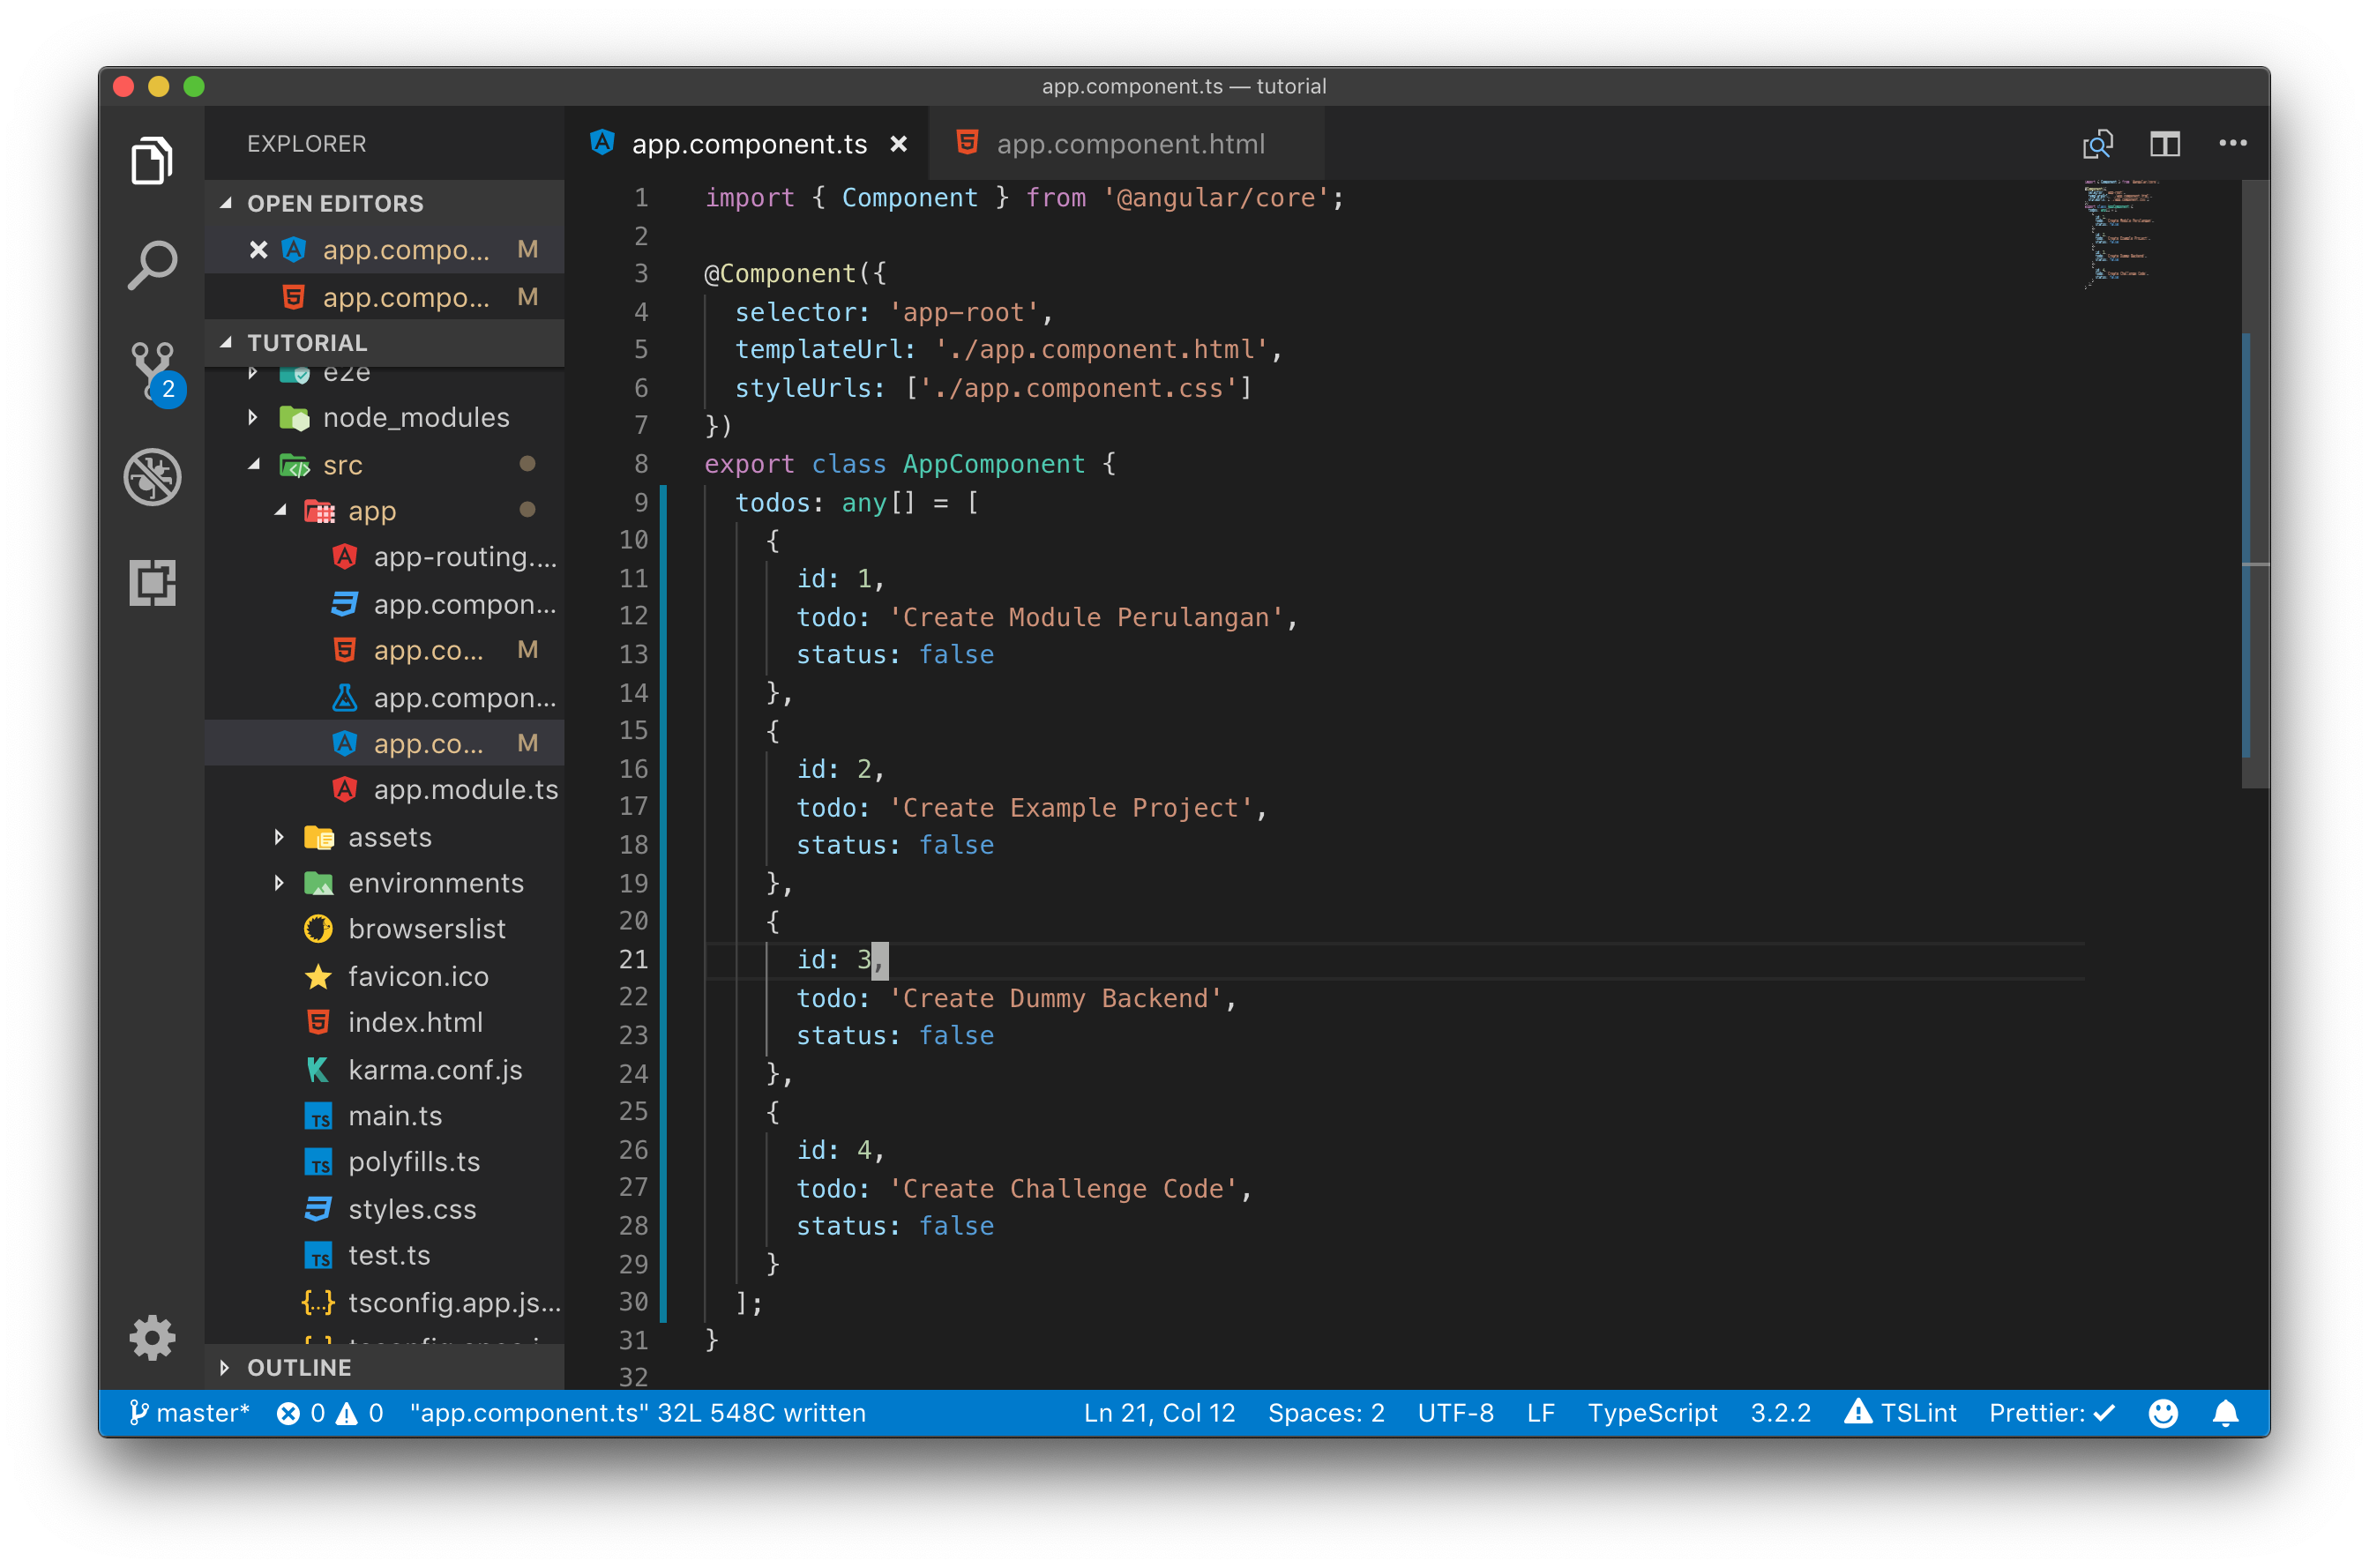 app.component.ts — tutorial
EXPLORER
OPEN EDITORS
app.compo... M
app.compo... M
TUTORIAL
e2e
node_modules
src
app
app-routing....
app.compon...
app.co... M
app.compon...
app.co... M
app.module.ts
assets
environments
browserslist
favicon.ico
index.html
karma.conf.js
main.ts
polyfills.ts
styles.css
test.ts
tsconfig.app.js...
OUTLINE
2
app.component.ts
app.component.html
1 import { Component } from '@angular/core';
2
3 @Component({
4 selector: 'app-root',
5 templateUrl: './app.component.html',
6 styleUrls: ['./app.component.css']
7 })
8 export class AppComponent {
9 todos: any[] = [
10 {
11 id: 1,
12 todo: 'Create Module Perulangan',
13 status: false
14 },
15 {
16 id: 2,
17 todo: 'Create Example Project',
18 status: false
19 },
20 {
21 id: 3,
22 todo: 'Create Dummy Backend',
23 status: false
24 },
25 {
26 id: 4,
27 todo: 'Create Challenge Code',
28 status: false
29 }
30 ];
31 }
32
master* 0 0 "app.component.ts" 32L 548C written Ln 21, Col 12 Spaces: 2 UTF-8 LF TypeScript 3.2.2 TSLint Prettier: ✓